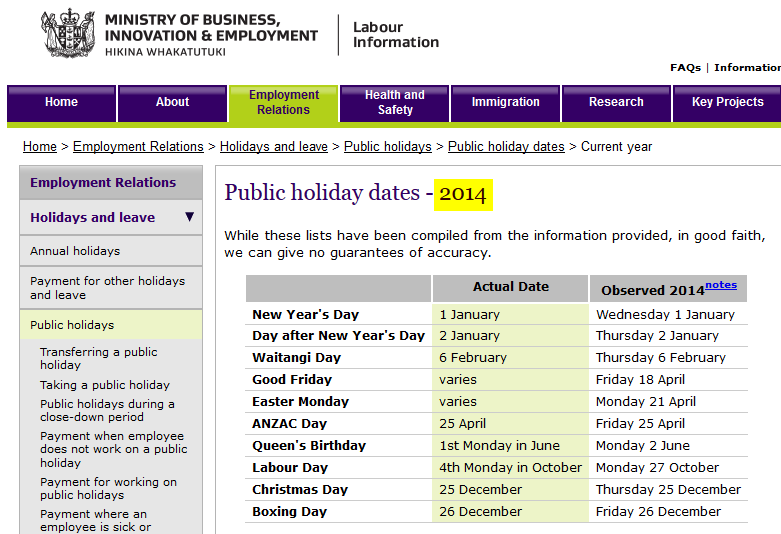 MINISTRY OF BUSINESS,
INNOVATION & EMPLOYMENT
HIKINA WHAKATUTUKI
Labour
Information
FAQs | Information
Home About Employment Relations Health and Safety Immigration Research Key Projects
Home > Employment Relations > Holidays and leave > Public holidays > Public holiday dates > Current year
Employment Relations
Holidays and leave ▼
Annual holidays
Payment for other holidays
and leave
Public holidays
Transferring a public
holiday
Taking a public holiday
Public holidays during a
close-down period
Payment when employee
does not work on a public
holiday
Payment for working on
public holidays
Payment where an
employee is sick or
Public holiday dates - 2014
While these lists have been compiled from the information provided, in good faith,
we can give no guarantees of accuracy.
Actual Date Observed 2014 notes
New Year's Day 1 January Wednesday 1 January
Day after New Year's Day 2 January Thursday 2 January
Waitangi Day 6 February Thursday 6 February
Good Friday varies Friday 18 April
Easter Monday varies Monday 21 April
ANZAC Day 25 April Friday 25 April
Queen's Birthday 1st Monday in June Monday 2 June
Labour Day 4th Monday in October Monday 27 October
Christmas Day 25 December Thursday 25 December
Boxing Day 26 December Friday 26 December